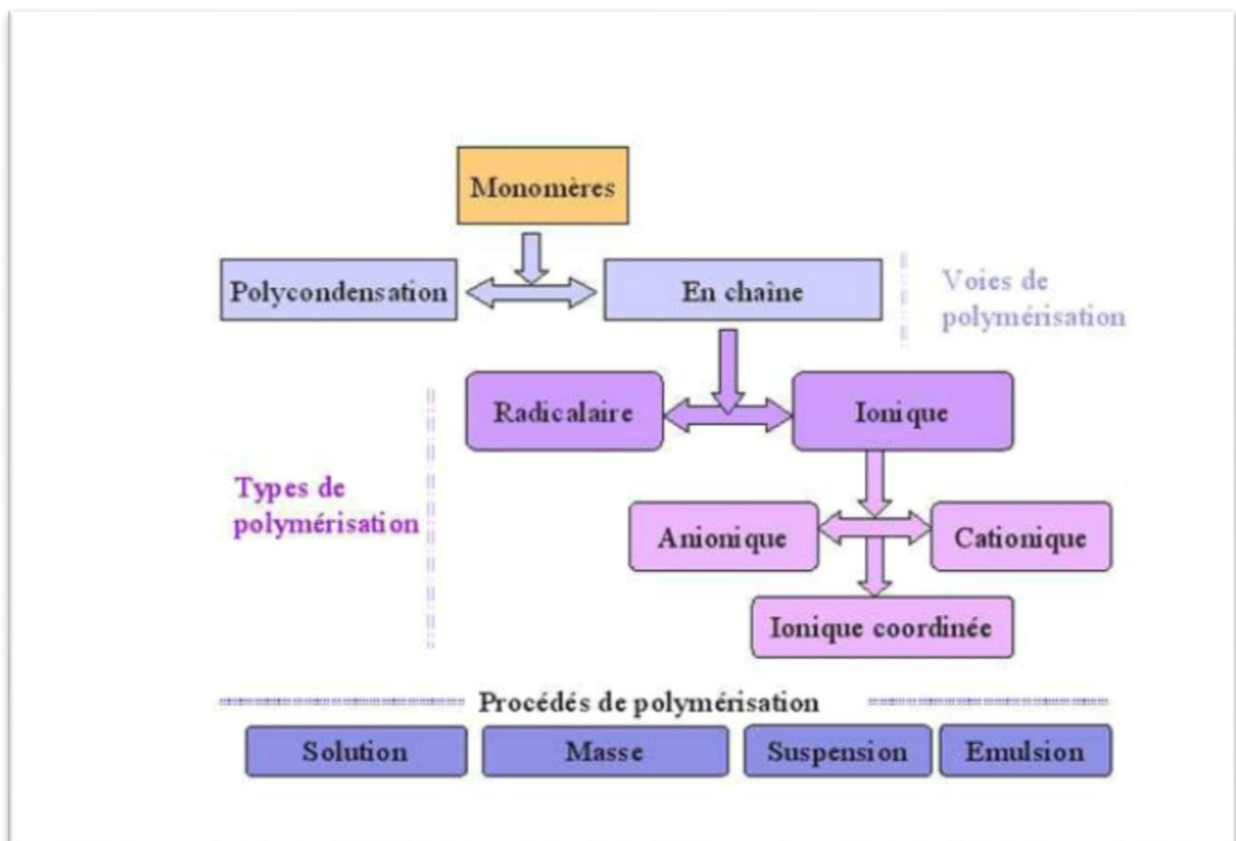 Monomères
Polycondensation
En chaîne
Voies de
polymérisation
Radicalaire
Ionique
Types de
polymérisation
Anionique
Cationique
Ionique coordinée
Procédés de polymérisation
Solution
Masse
Suspension
Emulsion